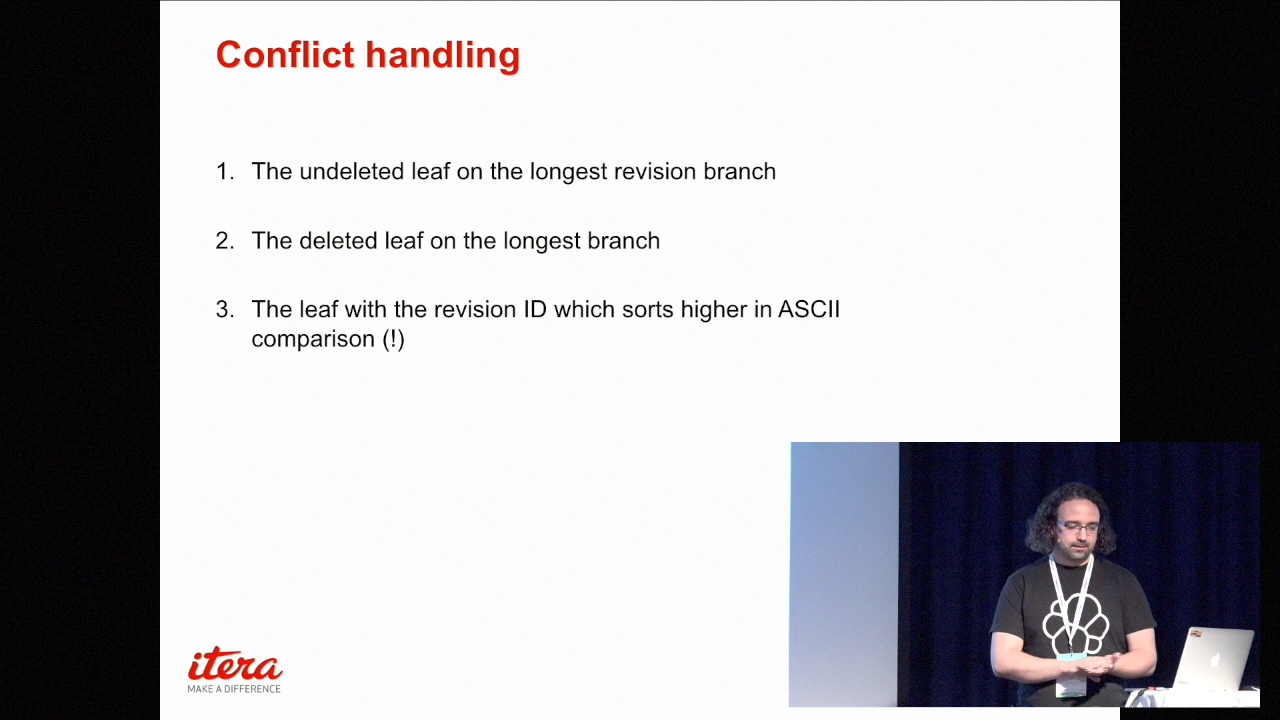 Conflict handling
1. The undeleted leaf on the longest revision branch
2. The deleted leaf on the longest branch
3. The leaf with the revision ID which sorts higher in ASCII
comparison (!)
itera
MAKE A DIFFERENCE